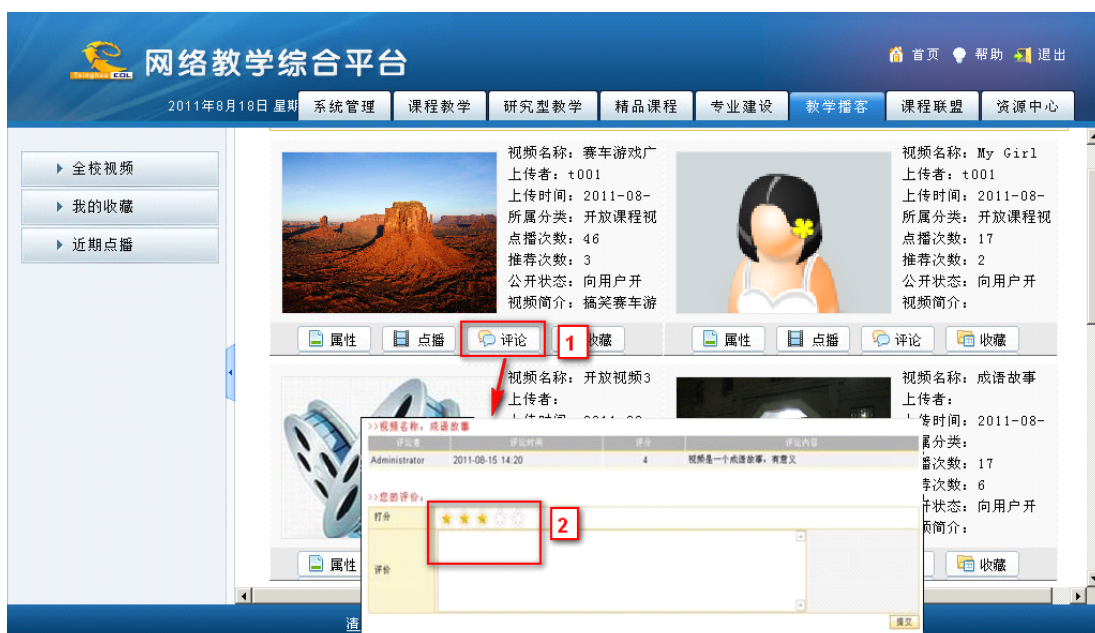 Tsinghua EOL
网络教学综合平台
首页 帮助 退出
2011年8月18日 星期
系统管理 课程教学 研究型教学 精品课程 专业建设 教学播客 课程联盟 资源中心
全校视频
我的收藏
近期点播
视频名称：赛车游戏广
上传者：t001
上传时间：2011-08-
所属分类：开放课程视
点播次数：46
推荐次数：3
公开状态：向用户开
视频简介：搞笑赛车游
视频名称：My Girl
上传者：t001
上传时间：2011-08-
所属分类：开放课程视
点播次数：17
推荐次数：2
公开状态：向用户开
视频简介：
属性 点播 评论 1 收藏
属性 点播 评论 收藏
视频名称：开放视频3
上传者：
视频名称：成语故事
上传者：
2011-08-
属分类：
播次数：17
荐次数：6
开状态：向用户开
频简介：
>>视频名称：成语故事
评论者 评论时间 评分 评论内容
Administrator 2011-08-15 14:20 4 视频是一个成语故事，有意义
>>您的评价：
打分
2
评价
提交
属性
收藏
清